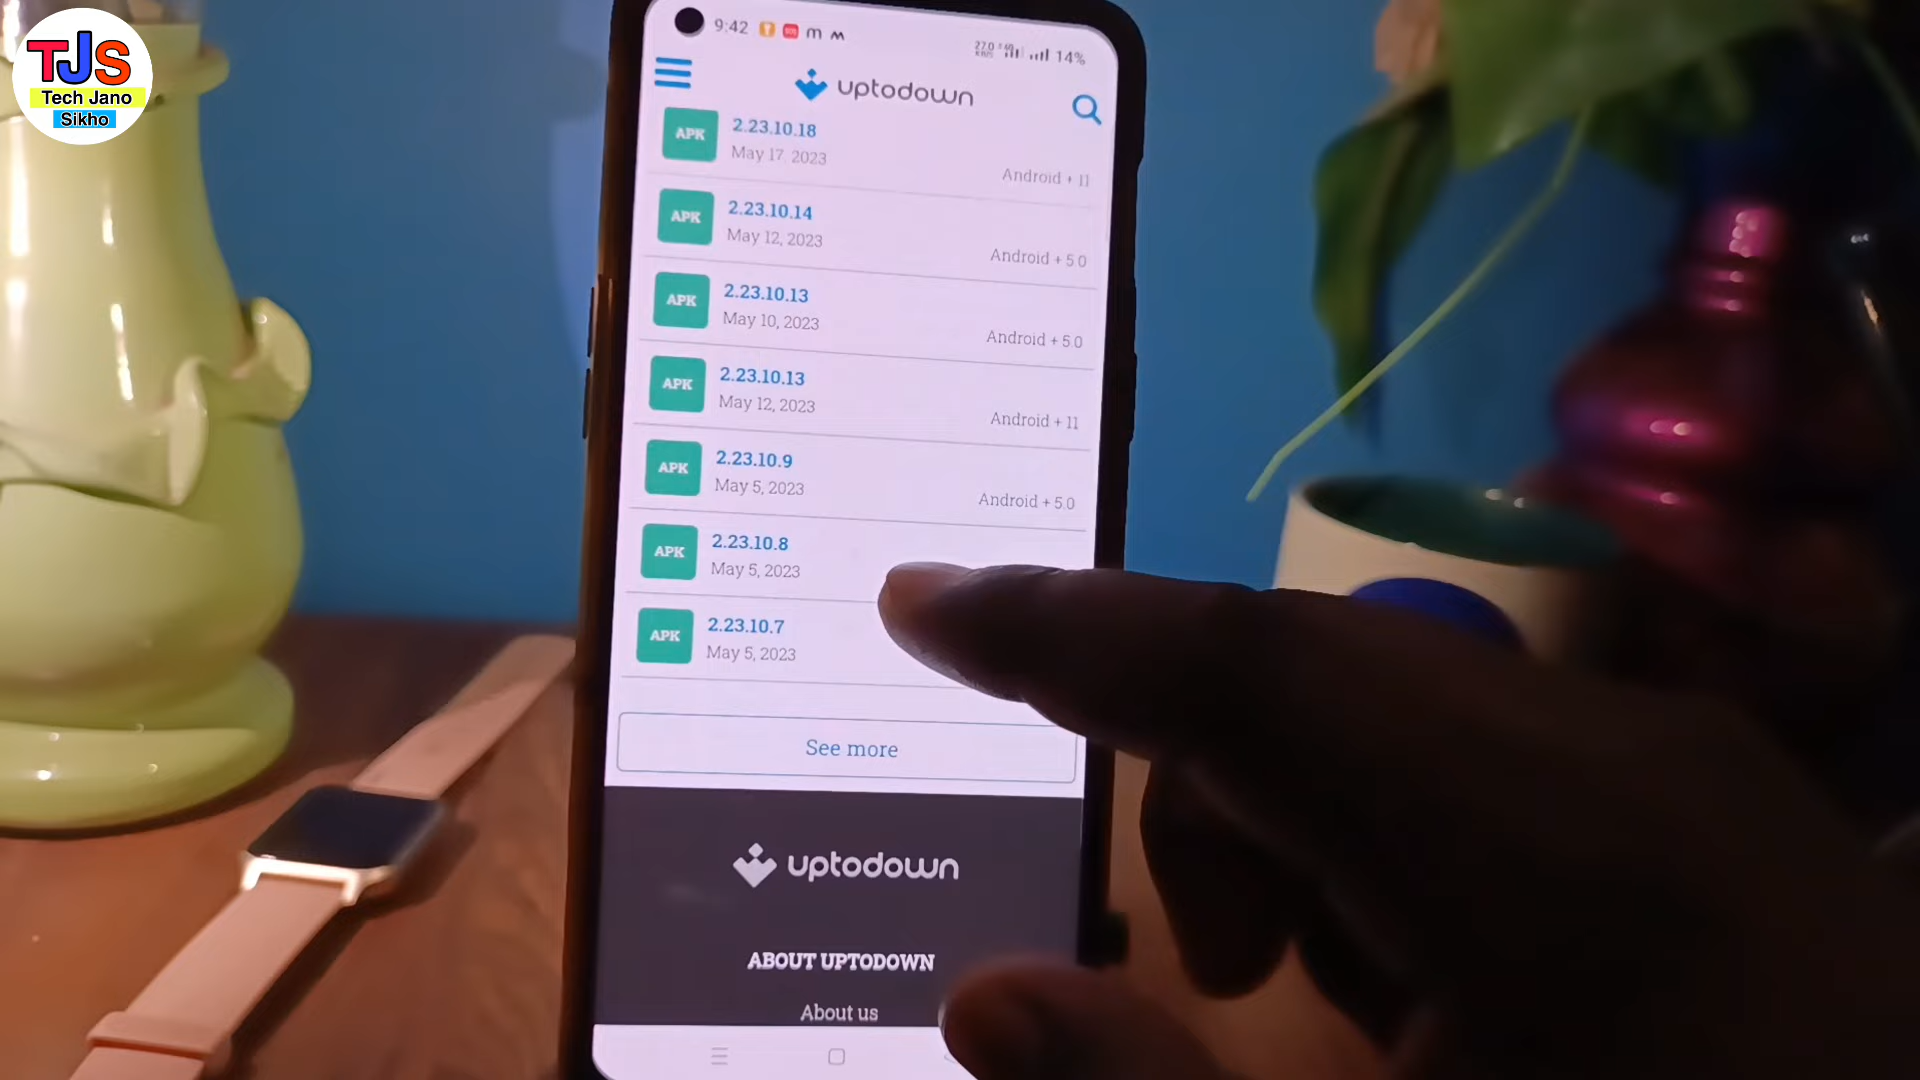 TJS
Tech Jano
Sikho
9:42
14%
uptodown
APK
2.23.10.18
May 17, 2023
Android + 11
APK
2.23.10.14
May 12, 2023
Android + 5.0
APK
2.23.10.13
May 10, 2023
Android + 5.0
APK
2.23.10.13
May 12, 2023
Android + 11
APK
2.23.10.9
May 5, 2023
Android + 5.0
APK
2.23.10.8
May 5, 2023
APK
2.23.10.7
May 5, 2023
See more
uptodown
ABOUT UPTODOWN
About us